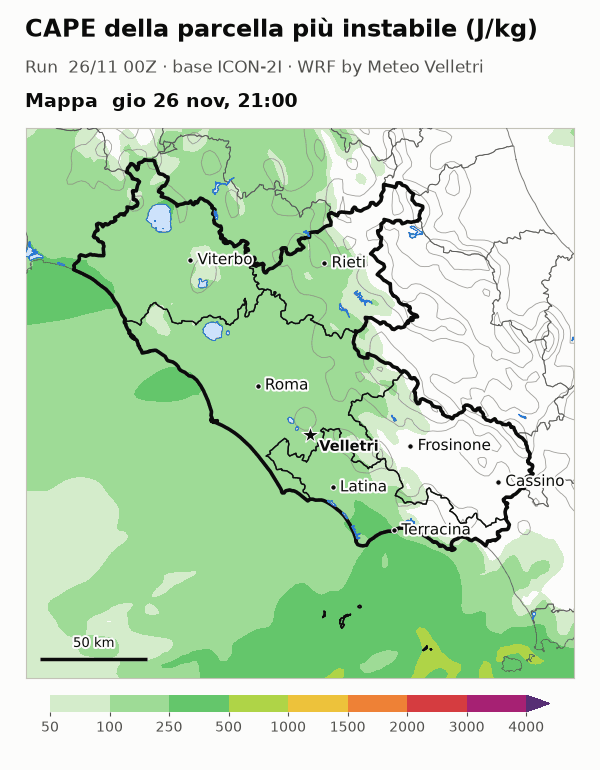 CAPE della parcella più instabile (J/kg)
Run 26/11 00Z · base ICON-2I · WRF by Meteo Velletri
Mappa gio 26 nov, 21:00
Viterbo
Rieti
Roma
Velletri
Frosinone
Cassino
Latina
Terracina
50 km
50 100 250 500 1000 1500 2000 3000 4000